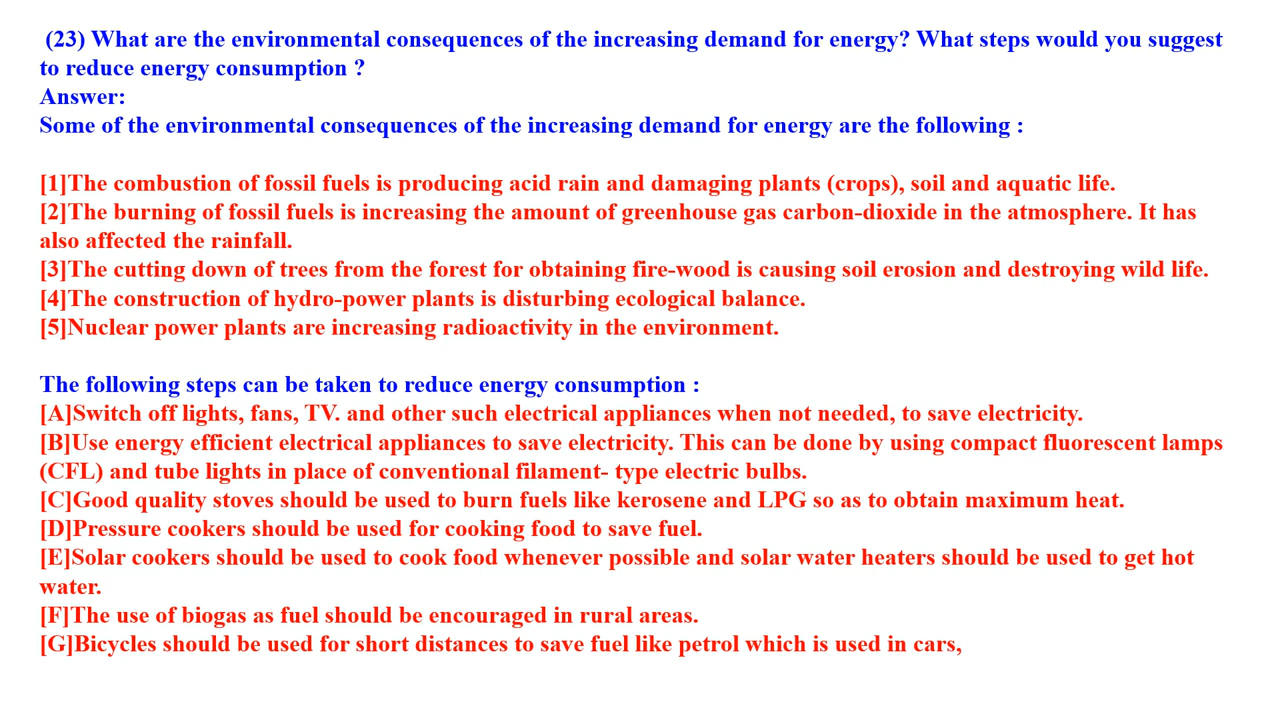 (23) What are the environmental consequences of the increasing demand for energy? What steps would you suggest
to reduce energy consumption ?
Answer:
Some of the environmental consequences of the increasing demand for energy are the following :
[1]The combustion of fossil fuels is producing acid rain and damaging plants (crops), soil and aquatic life.
[2]The burning of fossil fuels is increasing the amount of greenhouse gas carbon-dioxide in the atmosphere. It has
also affected the rainfall.
[3]The cutting down of trees from the forest for obtaining fire-wood is causing soil erosion and destroying wild life.
[4]The construction of hydro-power plants is disturbing ecological balance.
[5]Nuclear power plants are increasing radioactivity in the environment.
The following steps can be taken to reduce energy consumption :
[A]Switch off lights, fans, TV. and other such electrical appliances when not needed, to save electricity.
[B]Use energy efficient electrical appliances to save electricity. This can be done by using compact fluorescent lamps
(CFL) and tube lights in place of conventional filament- type electric bulbs.
[C]Good quality stoves should be used to burn fuels like kerosene and LPG so as to obtain maximum heat.
[D]Pressure cookers should be used for cooking food to save fuel.
[E]Solar cookers should be used to cook food whenever possible and solar water heaters should be used to get hot
water.
[F]The use of biogas as fuel should be encouraged in rural areas.
[G]Bicycles should be used for short distances to save fuel like petrol which is used in cars,